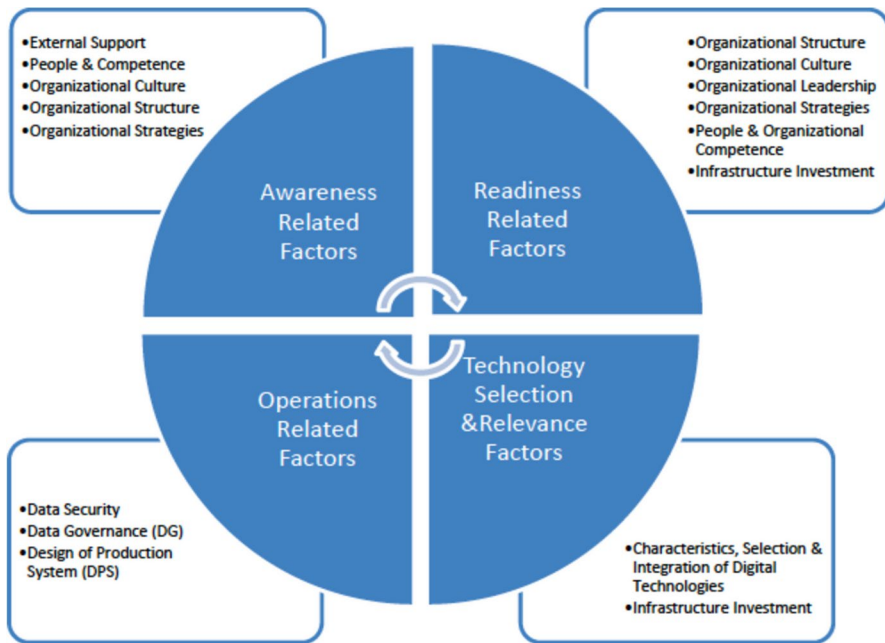 •External Support
•People & Competence
•Organizational Culture
•Organizational Structure
•Organizational Strategies
•Organizational Structure
•Organizational Culture
•Organizational Leadership
•Organizational Strategies
•People & Organizational
Competence
•Infrastructure Investment
Awareness
Related
Factors
Readiness
Related
Factors
Operations
Related
Factors
Technology
Selection
&Relevance
Factors
•Data Security
•Data Governance (DG)
•Design of Production
System (DPS)
•Characteristics, Selection &
Integration of Digital
Technologies
•Infrastructure Investment